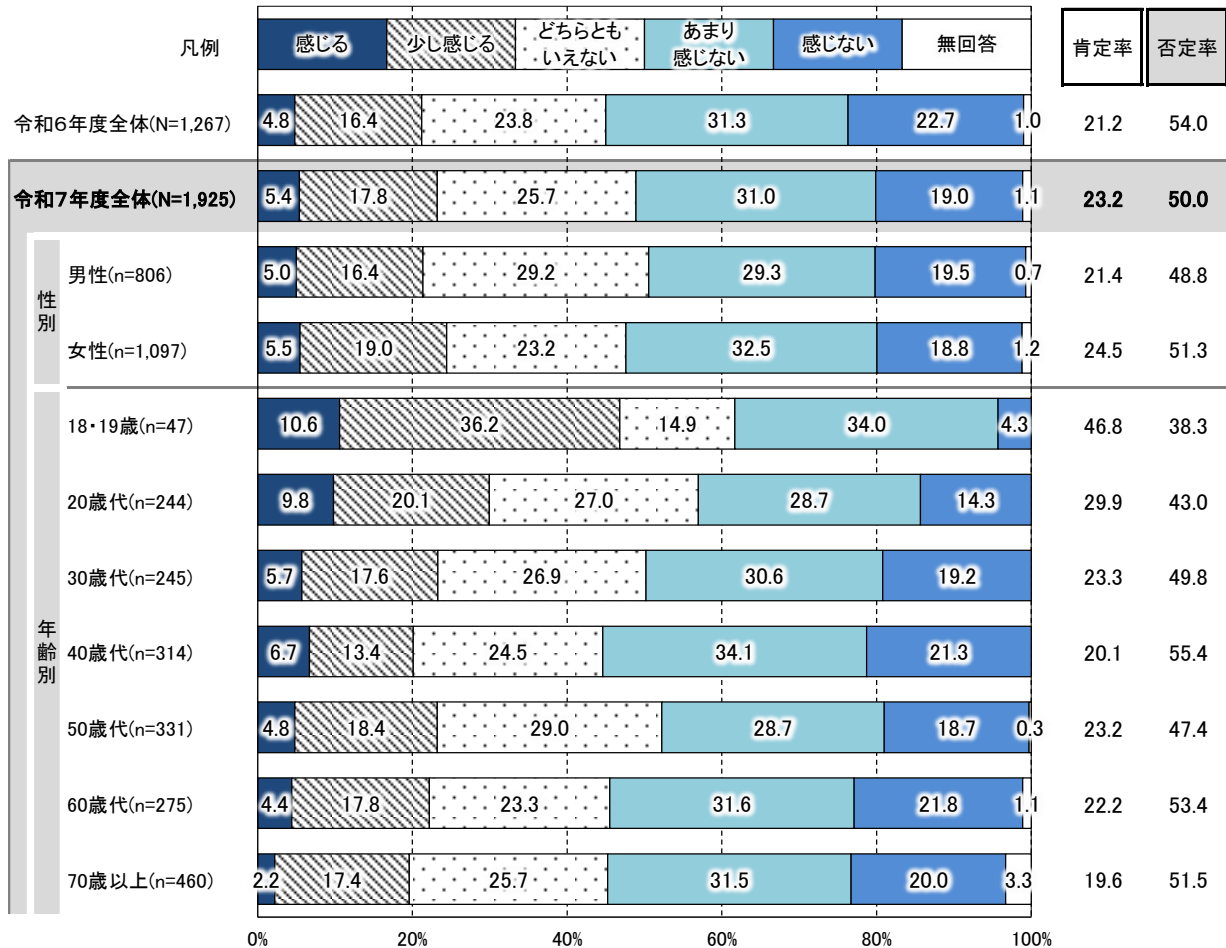 凡例 感じる 少し感じる どちらとも あまり 感じない 無回答 肯定率 否定率
いえない 感じない
令和6年度全体(N=1,267) 4.8 16.4 23.8 31.3 22.7 1.0 21.2 54.0
令和7年度全体(N=1,925) 5.4 17.8 25.7 31.0 19.0 1.1 23.2 50.0
性別
男性(n=806) 5.0 16.4 29.2 29.3 19.5 0.7 21.4 48.8
女性(n=1,097) 5.5 19.0 23.2 32.5 18.8 1.2 24.5 51.3
年齢別
18・19歳(n=47) 10.6 36.2 14.9 34.0 4.3 46.8 38.3
20歳代(n=244) 9.8 20.1 27.0 28.7 14.3 29.9 43.0
30歳代(n=245) 5.7 17.6 26.9 30.6 19.2 23.3 49.8
40歳代(n=314) 6.7 13.4 24.5 34.1 21.3 20.1 55.4
50歳代(n=331) 4.8 18.4 29.0 28.7 18.7 0.3 23.2 47.4
60歳代(n=275) 4.4 17.8 23.3 31.6 21.8 1.1 22.2 53.4
70歳以上(n=460) 2.2 17.4 25.7 31.5 20.0 3.3 19.6 51.5
0% 20% 40% 60% 80% 100%